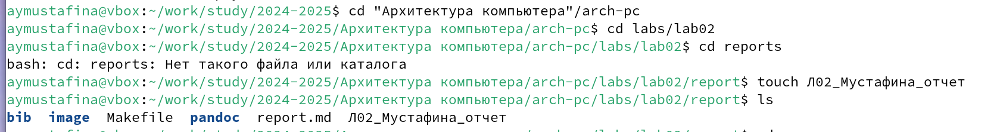 aymustafina@vbox:~/work/study/2024-2025$ cd "Архитектура компьютера"/arch-pc
aymustafina@vbox:~/work/study/2024-2025/Архитектура компьютера/arch-pc$ cd labs/lab02
aymustafina@vbox:~/work/study/2024-2025/Архитектура компьютера/arch-pc/labs/lab02$ cd reports
bash: cd: reports: Нет такого файла или каталога
aymustafina@vbox:~/work/study/2024-2025/Архитектура компьютера/arch-pc/labs/lab02/report$ touch Л02_Мустафина_отчет
aymustafina@vbox:~/work/study/2024-2025/Архитектура компьютера/arch-pc/labs/lab02/report$ ls
bib  image  Makefile  pandoc  report.md  Л02_Мустафина_отчет